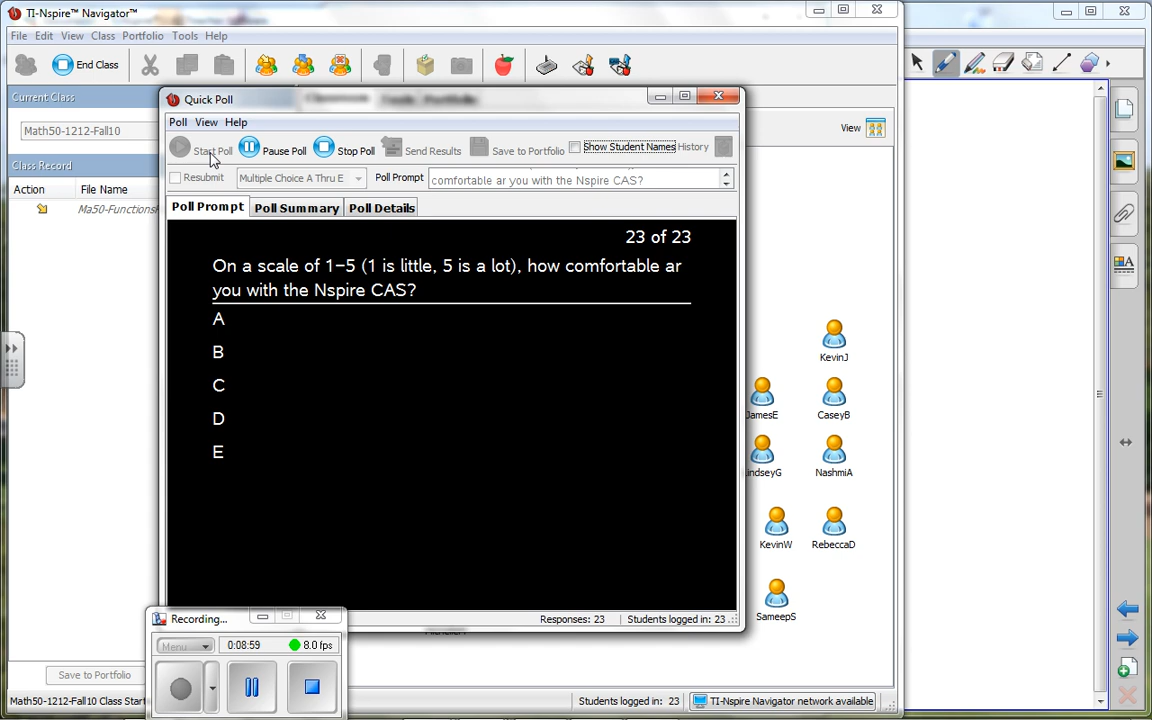 TI-Nspire™ Navigator™
File Edit View Class Portfolio Tools Help
End Class
Current Class
Math50-1212-Fall10
Class Record
Action File Name
Ma50-Functions
Save to Portfolio
Math50-1212-Fall10 Class Start
Quick Poll
Poll View Help
Start Poll Pause Poll Stop Poll Send Results Save to Portfolio Show Student Names History
Resubmit Multiple Choice A Thru E Poll Prompt comfortable ar you with the Nspire CAS?
Poll Prompt Poll Summary Poll Details
23 of 23
On a scale of 1-5 (1 is little, 5 is a lot), how comfortable ar
you with the Nspire CAS?
A
B
C
D
E
Responses: 23 Students logged in: 23
View
KevinJ
JamesE CaseyB
indseyG NashmiA
KevinW RebeccaD
SameepS
Recording...
Menu 0:08:59 8.0 fps
Students logged in: 23 TI-Nspire Navigator network available